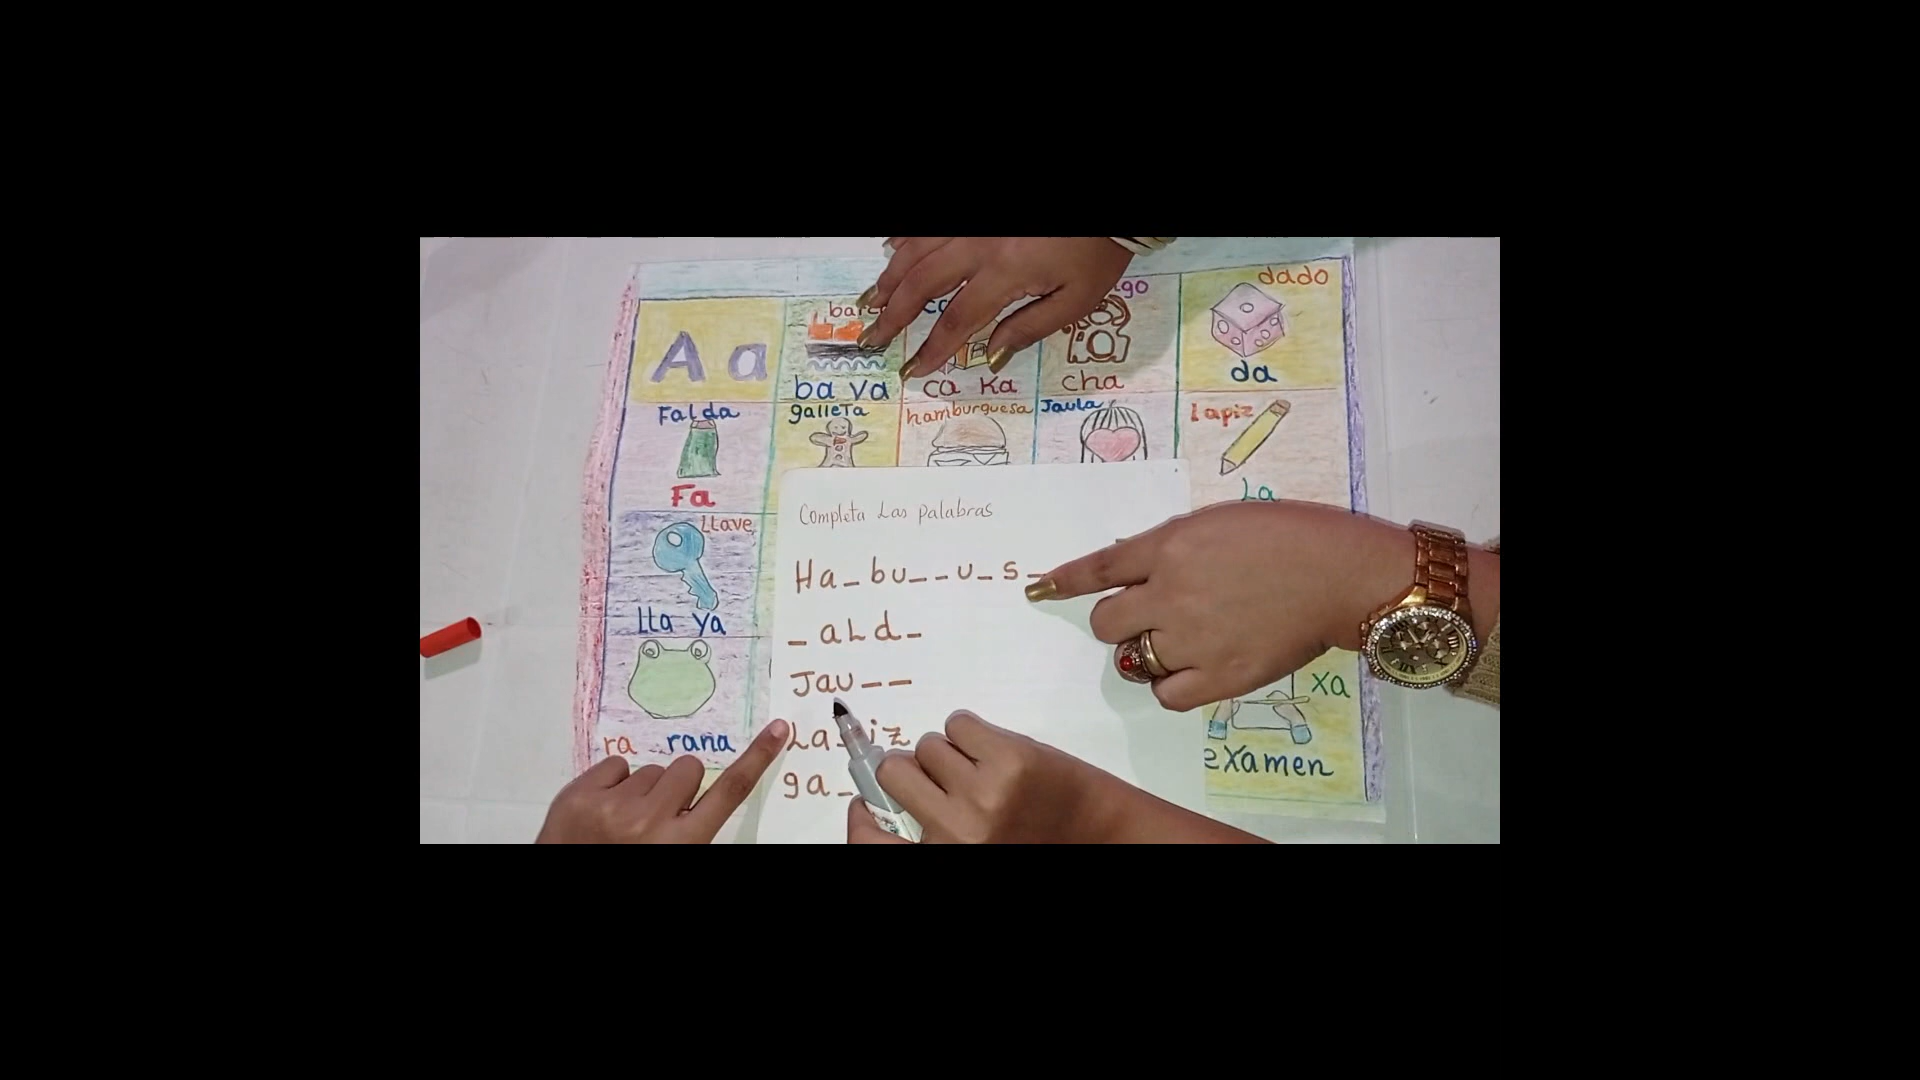 dado
A a
ba va
ca Ka
cha
da
Falda
galleta
hamburguesa
Jaula
Lapiz
Fa
La
LLave
Lla ya
ra rana
Completa Las palabras
Ha_bu__u_s_
_aLd_
Jau__
La_iz
ga_
xa
examen